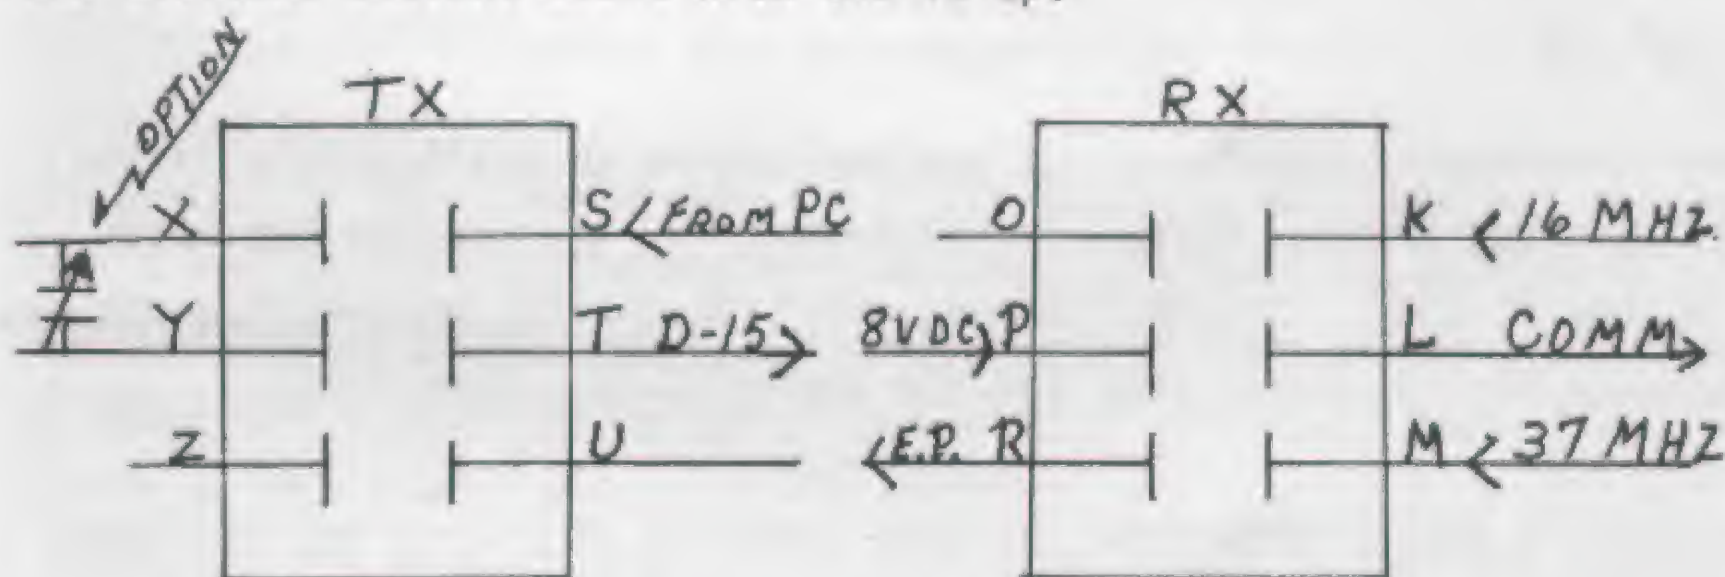 OPTION
TX
RX
X
S FROM PC
O
K 16 MHZ
Y
T D-15
8VDC P
L COMM
Z
U
E.P. R
M 37 MHZ